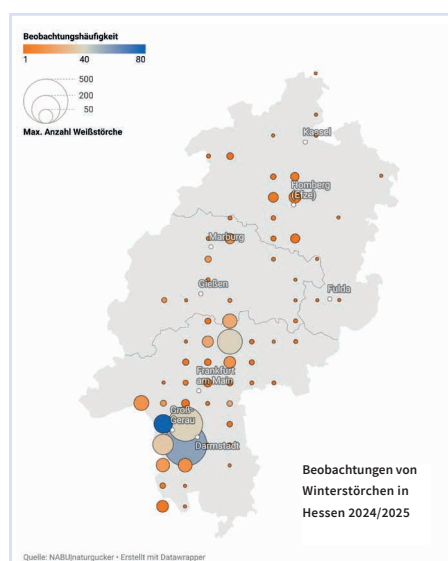 Beobachtungshäufigkeit
1 40 80
500
200
50
Max. Anzahl Weißstörche
Kassel
Homberg
(Efze)
Marburg
Gießen
Fulda
Frankfurt
am Main
Groß-
Gerau
Darmstadt
Beobachtungen von
Winterstörchen in
Hessen 2024/2025
Quelle: NABU|naturgucker • Erstellt mit Datawrapper